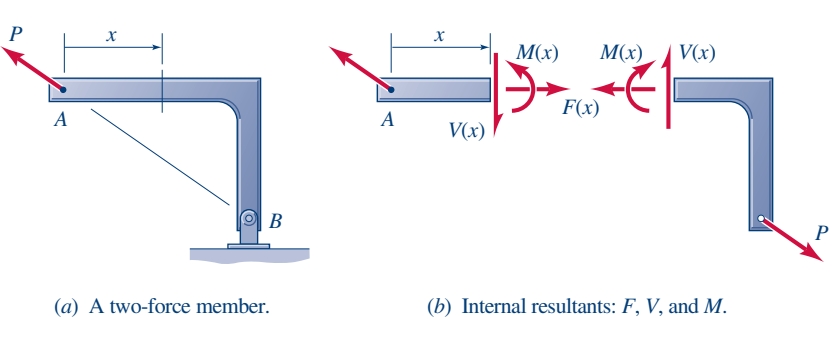 P
x
A
B
(a) A two-force member.
x
A
V(x)
M(x)
F(x)
M(x)
V(x)
P
(b) Internal resultants: F, V, and M.